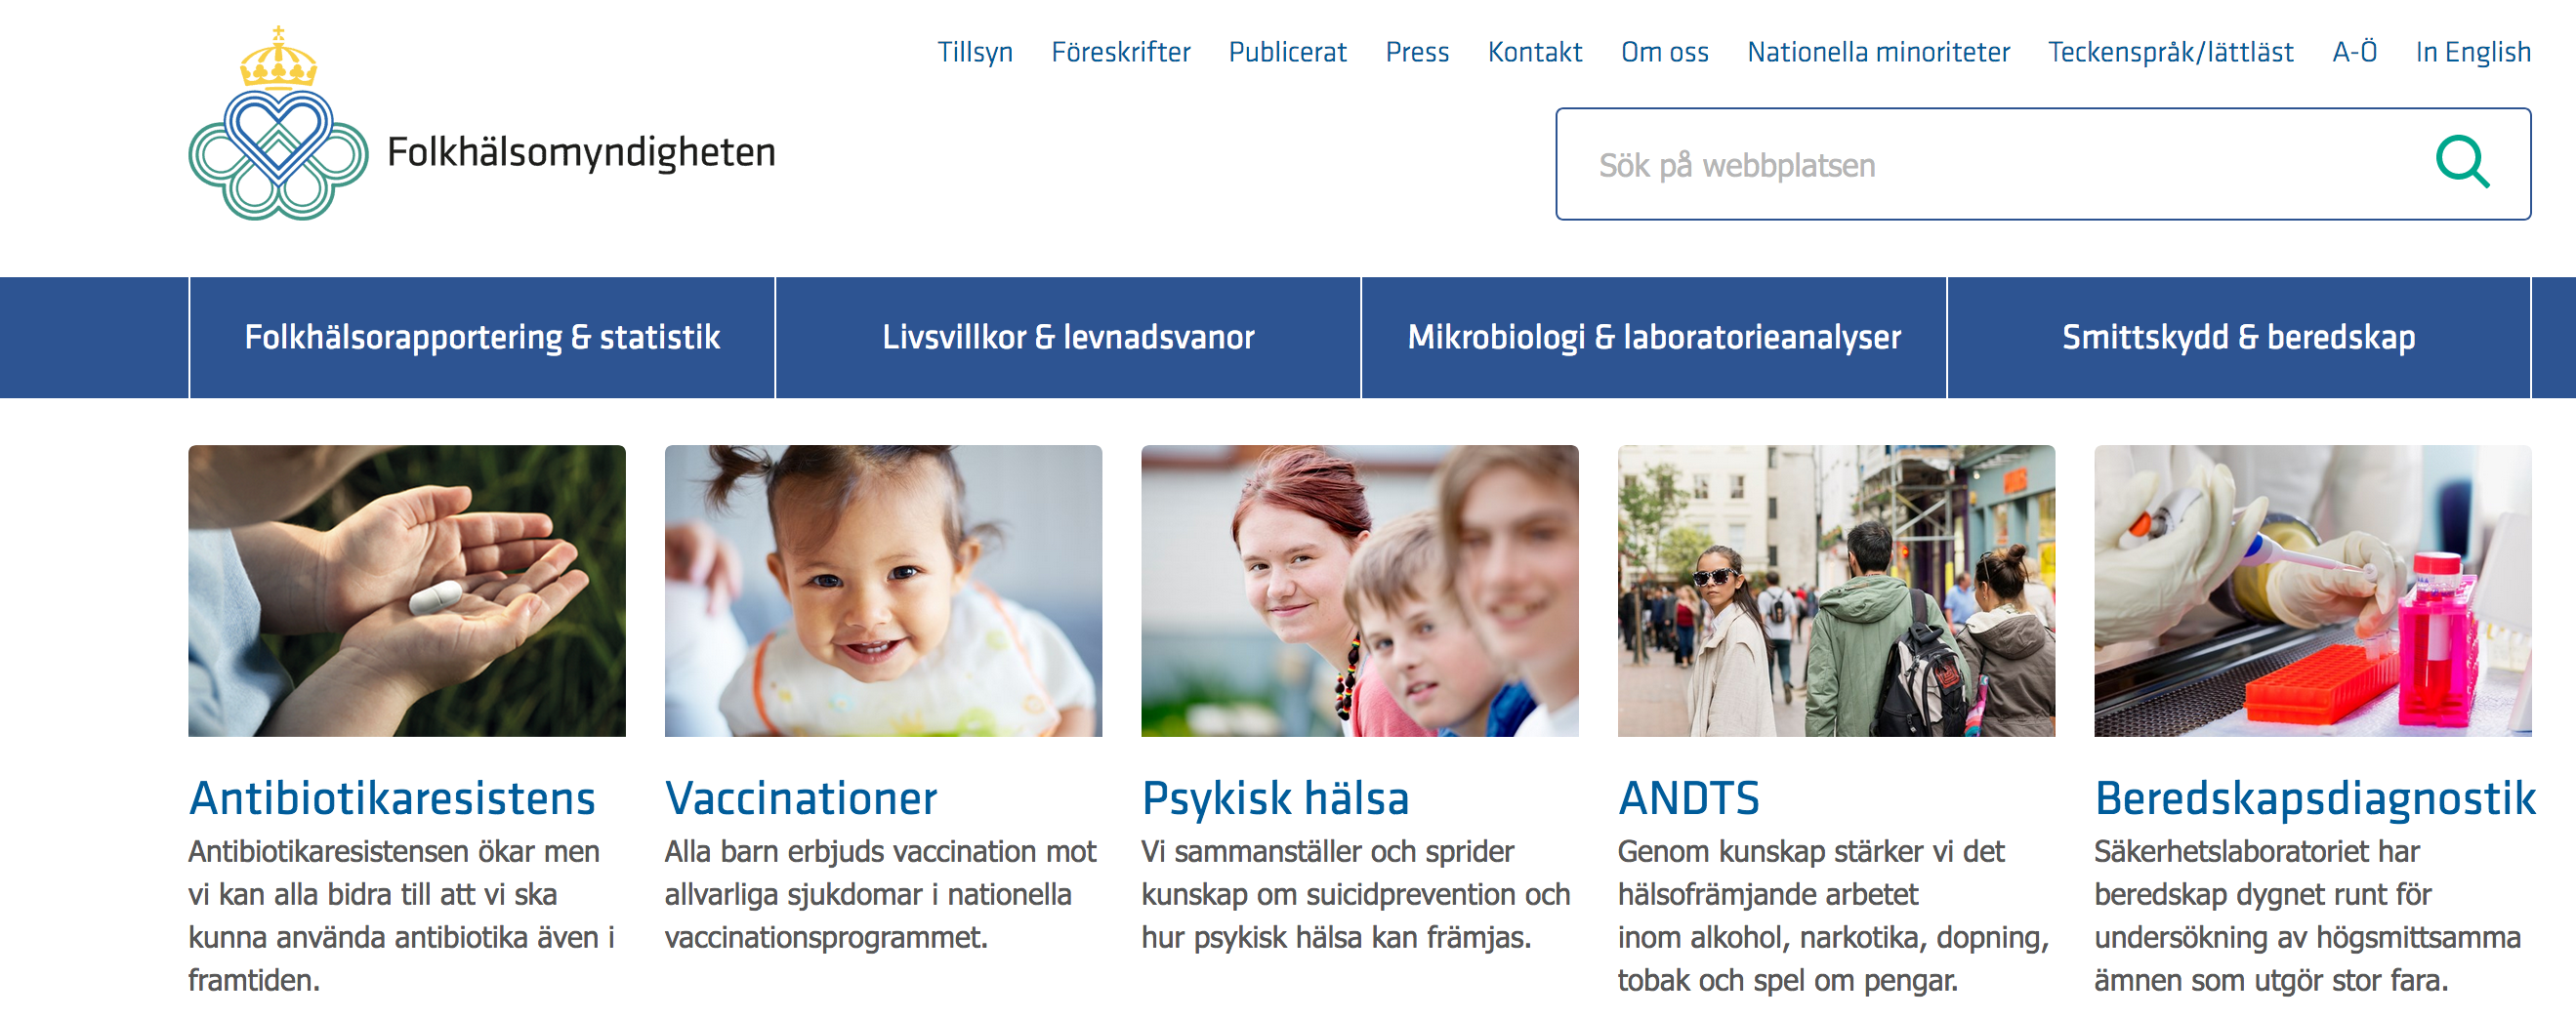 Tillsyn Föreskrifter Publicerat Press Kontakt Om oss Nationella minoriteter Teckenspråk/lättläst A-Ö In English
Folkhälsomyndigheten
Sök på webbplatsen
Folkhälsorapportering & statistik
Livsvillkor & levnadsvanor
Mikrobiologi & laboratorieanalyser
Smittskydd & beredskap
Antibiotikaresistens
Antibiotikaresistensen ökar men
vi kan alla bidra till att vi ska
kunna använda antibiotika även i
framtiden.
Vaccinationer
Alla barn erbjuds vaccination mot
allvarliga sjukdomar i nationella
vaccinationsprogrammet.
Psykisk hälsa
Vi sammanställer och sprider
kunskap om suicidprevention och
hur psykisk hälsa kan främjas.
ANDTS
Genom kunskap stärker vi det
hälsofrämjande arbetet
inom alkohol, narkotika, dopning,
tobak och spel om pengar.
Beredskapsdiagnostik
Säkerhetslaboratoriet har
beredskap dygnet runt för
undersökning av högsmittsamma
ämnen som utgör stor fara.